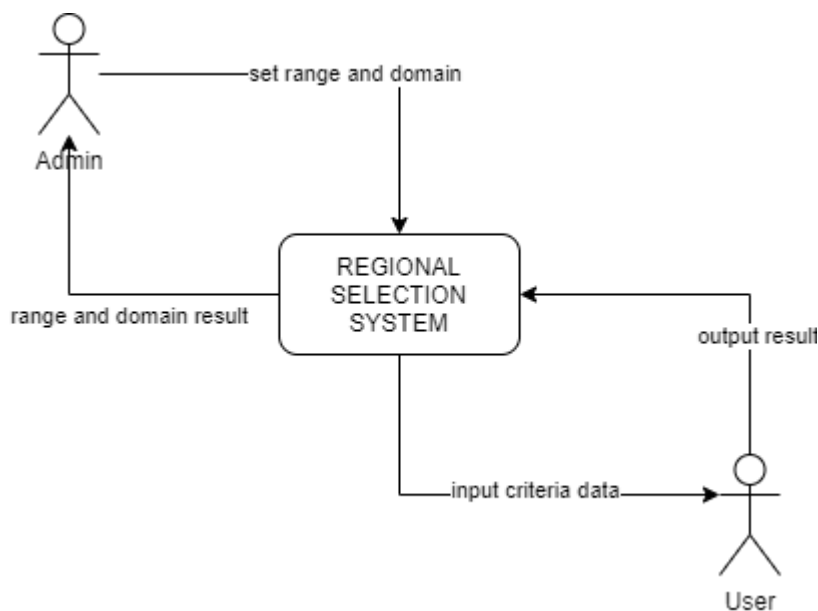 set range and domain
Admin
REGIONAL
SELECTION
SYSTEM
range and domain result
output result
input criteria data
User